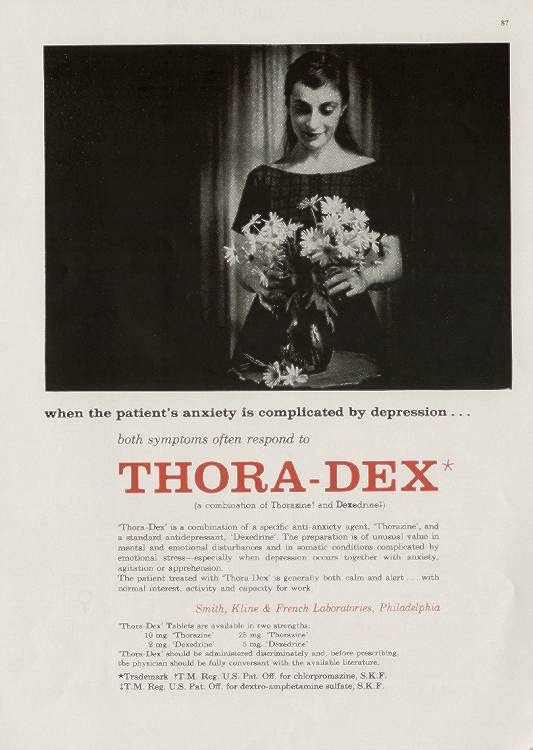 87
when the patient's anxiety is complicated by depression . . .
both symptoms often respond to
THORA-DEX*
(a combination of Thorazine† and Dexedrine‡)
'Thora-Dex' is a combination of a specific anti-anxiety agent, 'Thorazine', and
a standard antidepressant, 'Dexedrine'. The preparation is of unusual value in
mental and emotional disturbances and in somatic conditions complicated by
emotional stress—especially when depression occurs together with anxiety,
agitation or apprehension.
The patient treated with 'Thora-Dex' is generally both calm and alert . . . with
normal interest, activity and capacity for work.
Smith, Kline & French Laboratories, Philadelphia
'Thora-Dex' Tablets are available in two strengths:
10 mg. 'Thorazine' 25 mg. 'Thorazine'
2 mg. 'Dexedrine' 5 mg. 'Dexedrine'
'Thora-Dex' should be administered discriminately and, before prescribing,
the physician should be fully conversant with the available literature.
★Trademark †T.M. Reg. U.S. Pat. Off. for chlorpromazine, S.K.F.
‡T.M. Reg. U.S. Pat. Off. for dextro-amphetamine sulfate, S.K.F.